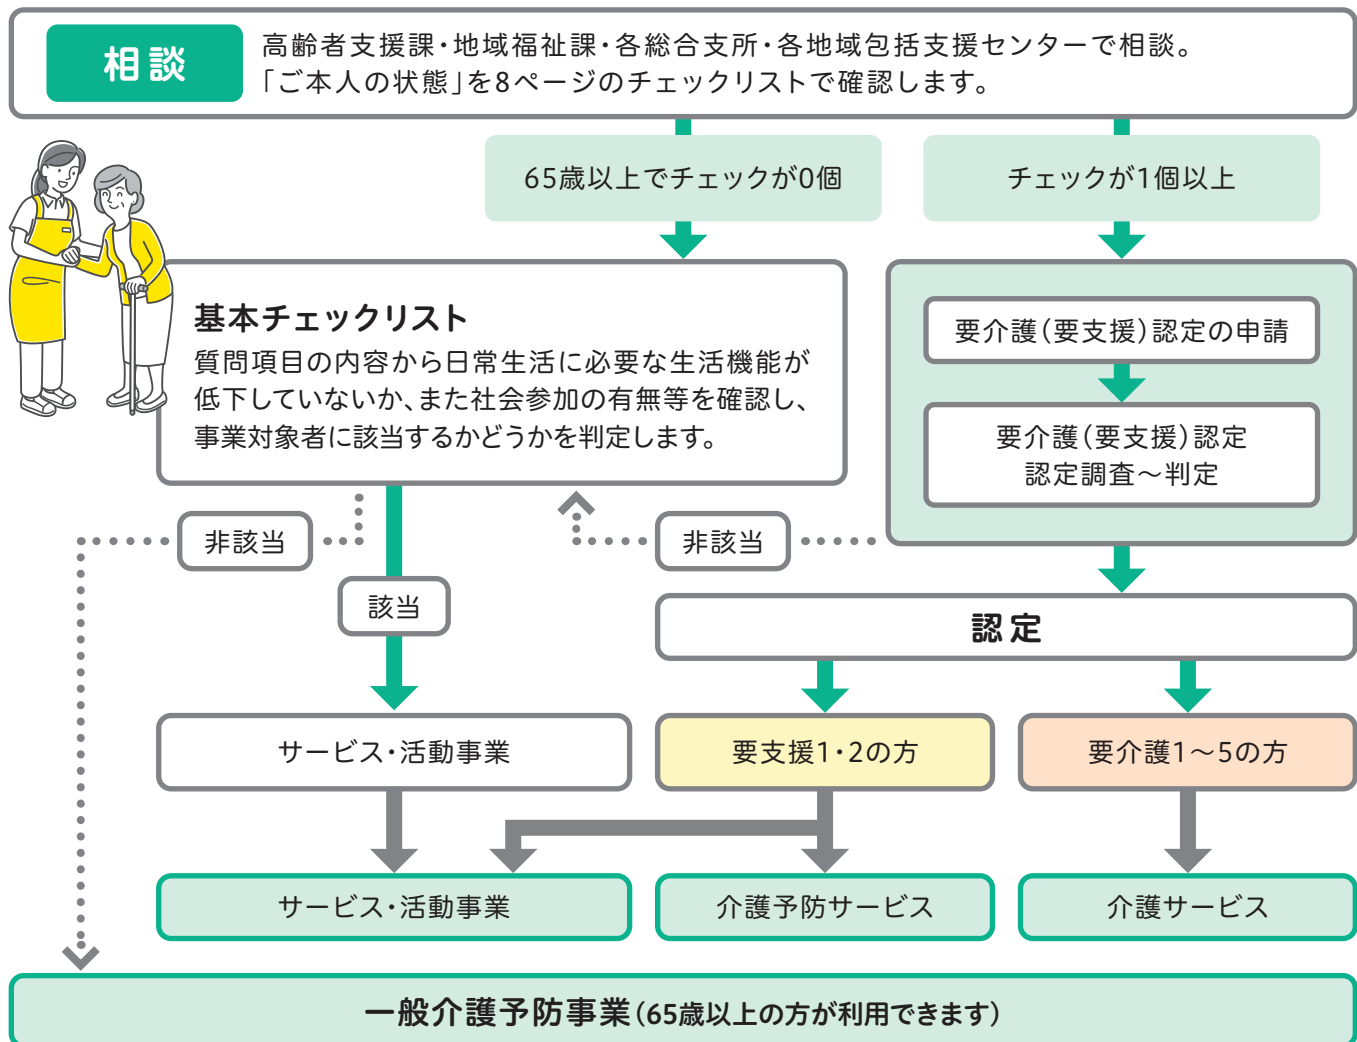 相談
高齢者支援課・地域福祉課・各総合支所・各地域包括支援センターで相談。
「ご本人の状態」を8ページのチェックリストで確認します。
65歳以上でチェックが0個
チェックが1個以上
基本チェックリスト
質問項目の内容から日常生活に必要な生活機能が
低下していないか、また社会参加の有無等を確認し、
事業対象者に該当するかどうかを判定します。
要介護(要支援)認定の申請
要介護(要支援)認定
認定調査～判定
非該当
非該当
該当
認定
サービス・活動事業
要支援1・2の方
要介護1～5の方
サービス・活動事業
介護予防サービス
介護サービス
一般介護予防事業(65歳以上の方が利用できます)